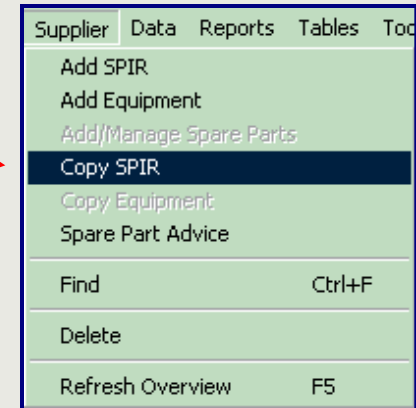 Supplier Data Reports Tables
Add SPIR
Add Equipment
Add/Manage Spare Parts
Copy SPIR
Copy Equipment
Spare Part Advice
Find Ctrl+F
Delete
Refresh Overview F5